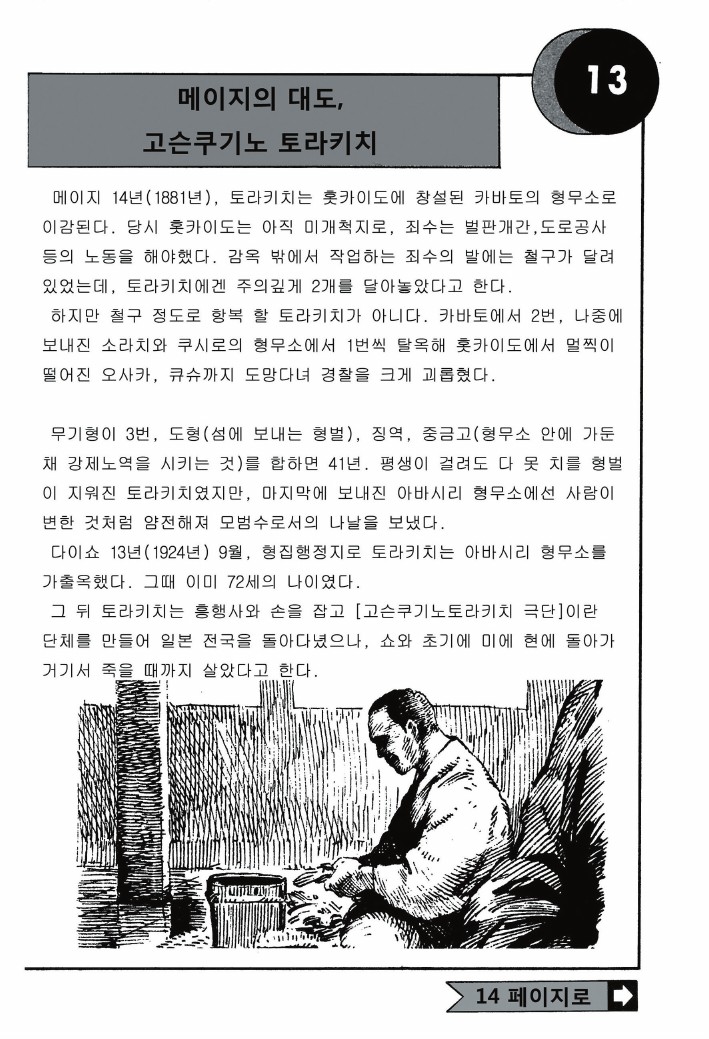 13
메이지의 대도,
고슨쿠기노 토라키치
메이지 14년(1881년), 토라키치는 홋카이도에 창설된 카바토의 형무소로
이감된다. 당시 홋카이도는 아직 미개척지로, 죄수는 벌판개간,도로공사
등의 노동을 해야했다. 감옥 밖에서 작업하는 죄수의 발에는 철구가 달려
있었는데, 토라키치에겐 주의깊게 2개를 달아놓았다고 한다.
하지만 철구 정도로 항복 할 토라키치가 아니다. 카바토에서 2번, 나중에
보내진 소라치와 쿠시로의 형무소에서 1번씩 탈옥해 홋카이도에서 멀찍이
떨어진 오사카, 큐슈까지 도망다녀 경찰을 크게 괴롭혔다.
무기형이 3번, 도형(섬에 보내는 형벌), 징역, 중금고(형무소 안에 가둔
채 강제노역을 시키는 것)를 합하면 41년. 평생이 걸려도 다 못 치를 형벌
이 지워진 토라키치였지만, 마지막에 보내진 아바시리 형무소에선 사람이
변한 것처럼 얌전해져 모범수로서의 나날을 보냈다.
다이쇼 13년(1924년) 9월, 형집행정지로 토라키치는 아바시리 형무소를
가출옥했다. 그때 이미 72세의 나이였다.
그 뒤 토라키치는 흥행사와 손을 잡고 [고슨쿠기노토라키치 극단]이란
단체를 만들어 일본 전국을 돌아다녔으나, 쇼와 초기에 미에 현에 돌아가
거기서 죽을 때까지 살았다고 한다.
14 페이지로